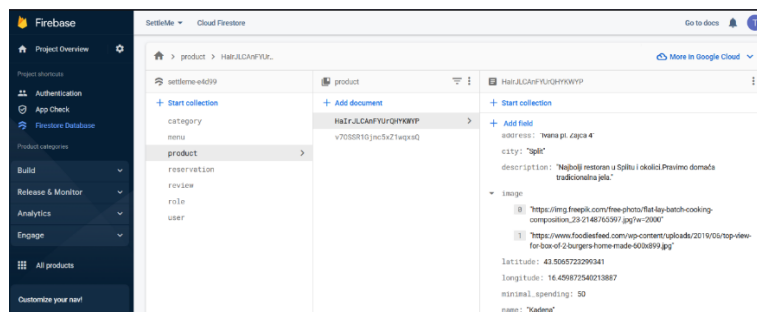 Firebase
SettleMe
Cloud Firestore
Go to docs
Project Overview
product
HaIrJLCAnFYUr...
More in Google Cloud
Project shortcuts
Authentication
App Check
Firestore Database
Product categories
Build
Release & Monitor
Analytics
Engage
All products
Customize your nav!
settleme-e4d99
+ Start collection
category
menu
product
reservation
review
role
user
product
+ Add document
HaIrJLCAnFYUrQHYKWYP
HaIrJLCAnFYUrQHYKWYP
+ Start collection
+ Add field
address: "Ivana pl. Zajca 4"
city: "Split"
description: "Najbolji restoran u Splitu i okolici.Pravimo domaća
tradicionalna jela."
image
0 "https://img.freepik.com/free-photo/flat-lay-batch-cooking-
composition_23-2148765597.jpg?w=2000"
1 "https://www.foodiesfeed.com/wp-content/uploads/2019/06/top-view-
for-box-of-2-burgers-home-made-600x899.jpg"
latitude: 43.5065723299341
longitude: 16.459872540213887
minimal_spending: 50
name: "Kadena"